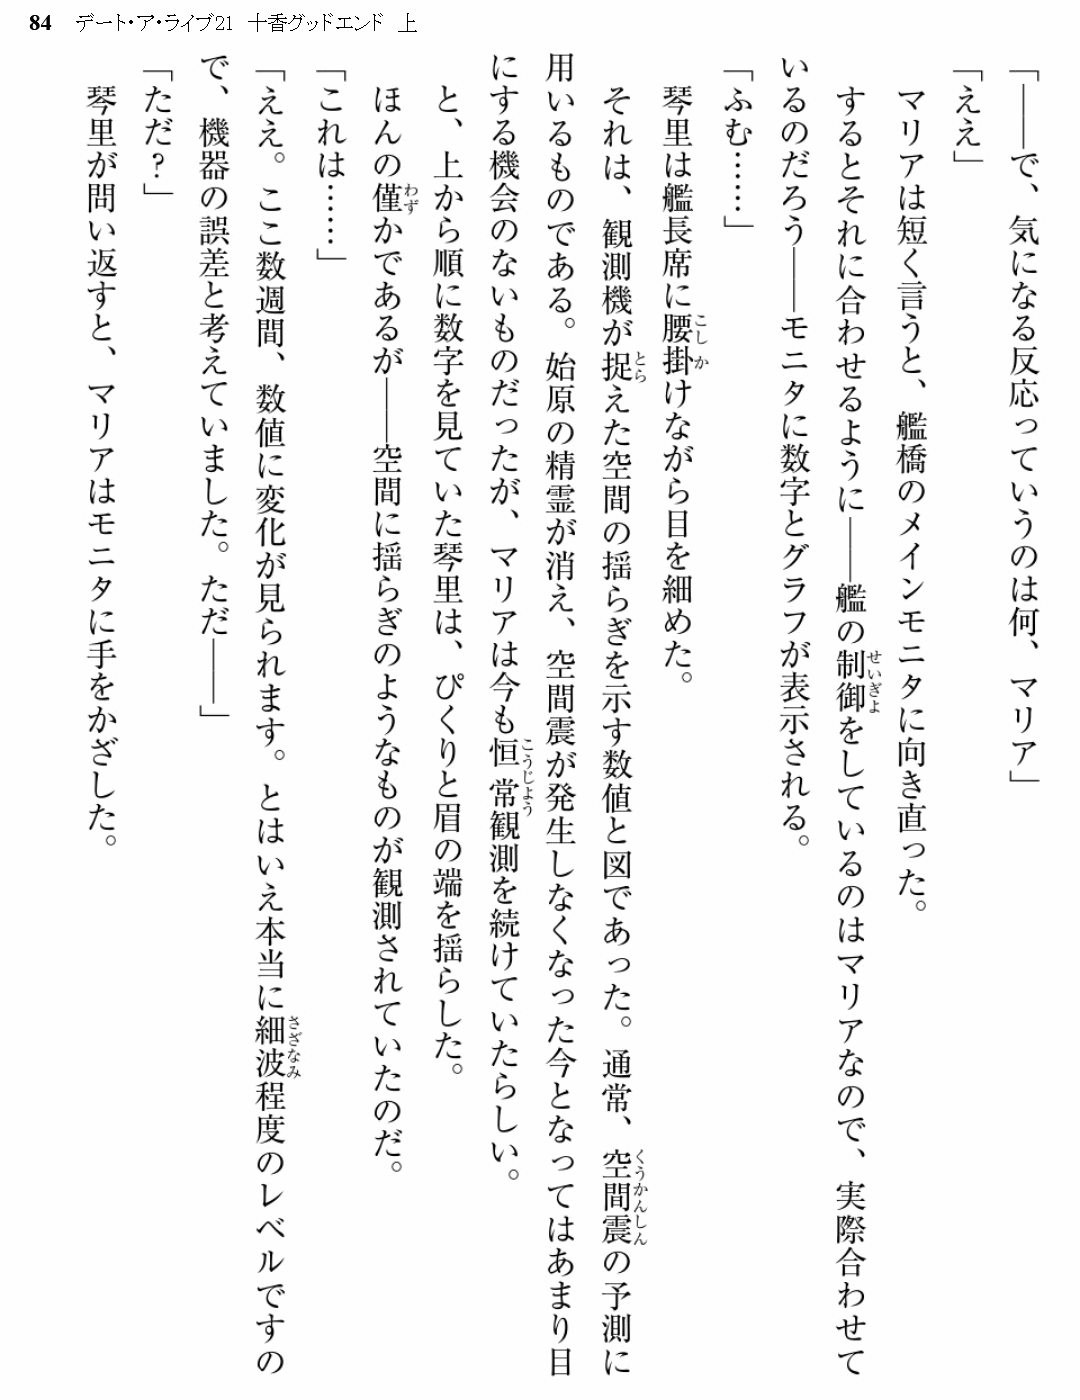 84 デート・ア・ライブ21 十香グッドエンド 上
「――で、気になる反応っていうのは何、マリア」
「ええ」
マリアは短く言うと、艦橋のメインモニタに向き直った。
するとそれに合わせるように――艦の制御をしているのはマリアなので、実際合わせて
いるのだろう――モニタに数字とグラフが表示される。
「ふむ……」
琴里は艦長席に腰掛けながら目を細めた。
それは、観測機が捉えた空間の揺らぎを示す数値と図であった。通常、空間震の予測に
用いるものである。始原の精霊が消え、空間震が発生しなくなった今となってはあまり目
にする機会のないものだったが、マリアは今も恒常観測を続けていたらしい。
と、上から順に数字を見ていた琴里は、ぴくりと眉の端を揺らした。
ほんの僅かであるが――空間に揺らぎのようなものが観測されていたのだ。
「これは……」
「ええ。ここ数週間、数値に変化が見られます。とはいえ本当に細波程度のレベルですの
で、機器の誤差と考えていました。ただ――」
「ただ?」
琴里が問い返すと、マリアはモニタに手をかざした。